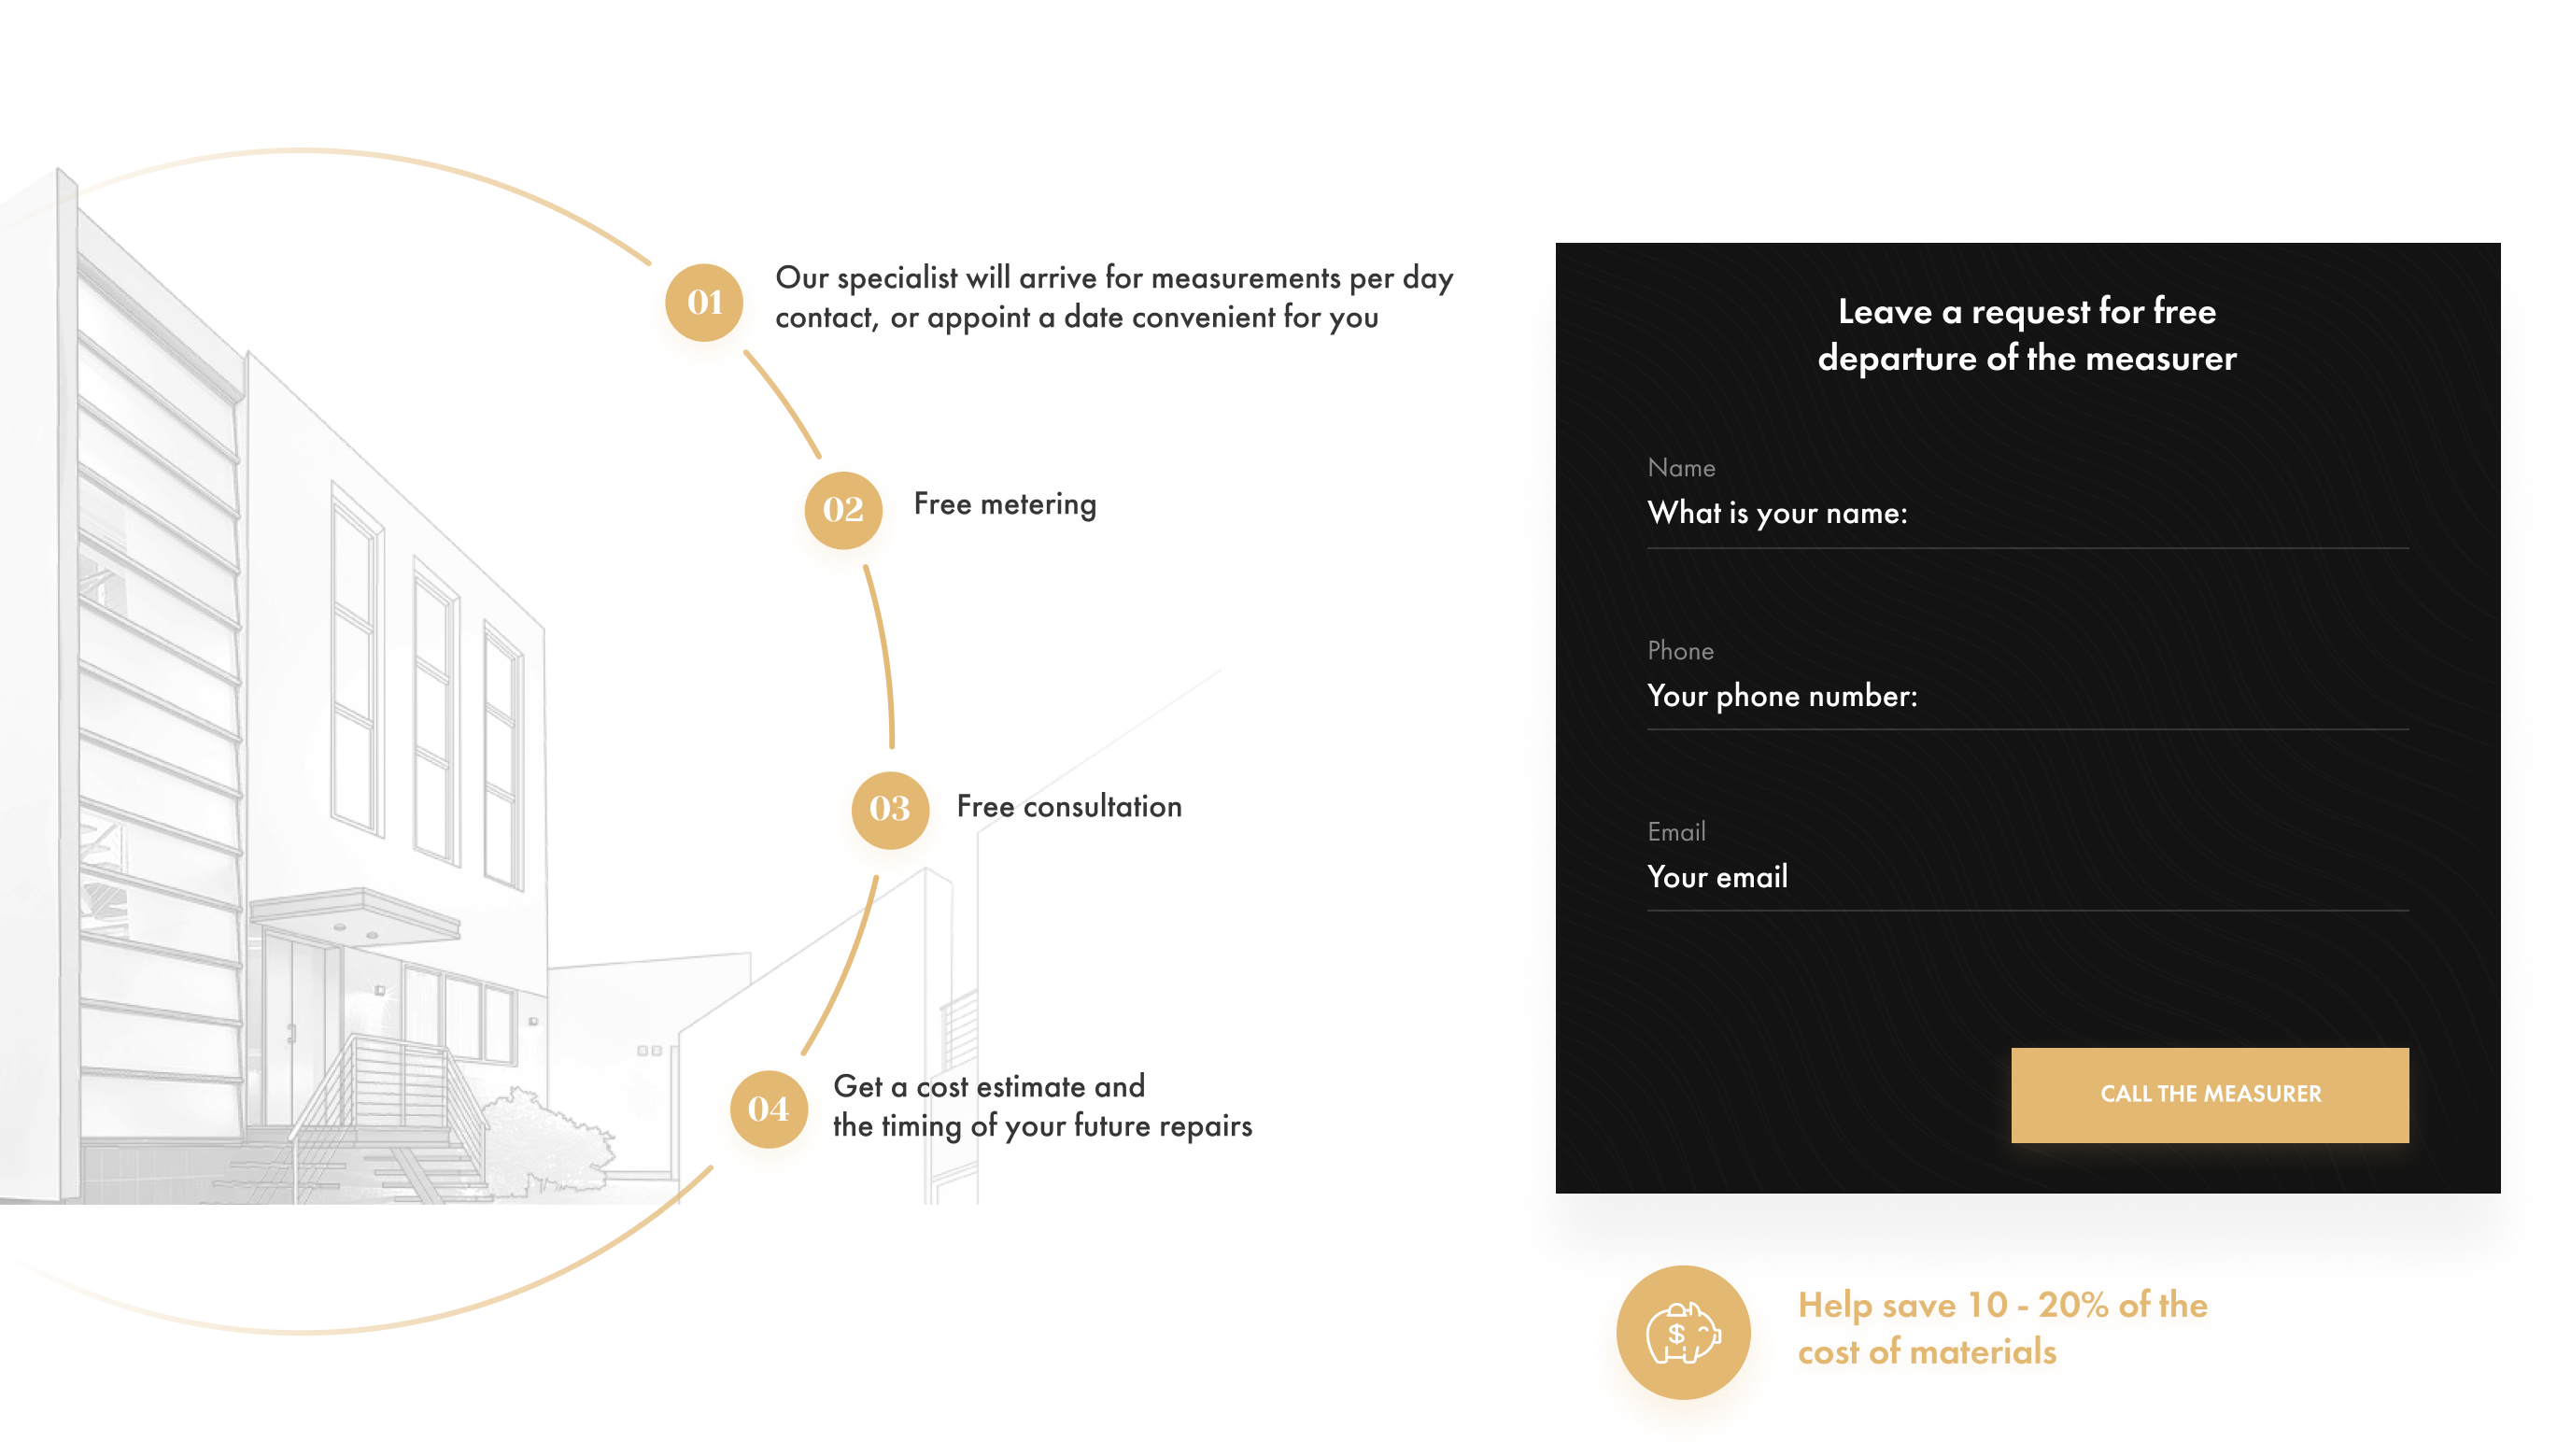 01
Our specialist will arrive for measurements per day
contact, or appoint a date convenient for you
02
Free metering
03
Free consultation
04
Get a cost estimate and
the timing of your future repairs
Leave a request for free
departure of the measurer
Name
What is your name:
Phone
Your phone number:
Email
Your email
CALL THE MEASURER
$
Help save 10 - 20% of the
cost of materials